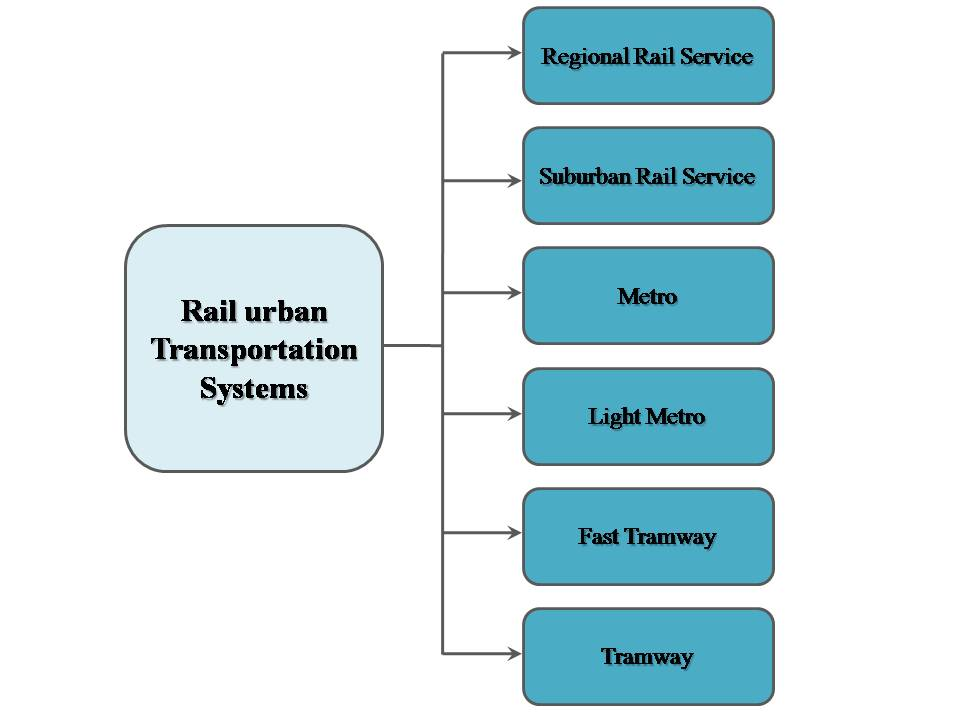 Rail urban
Transportation
Systems
Regional Rail Service
Suburban Rail Service
Metro
Light Metro
Fast Tramway
Tramway